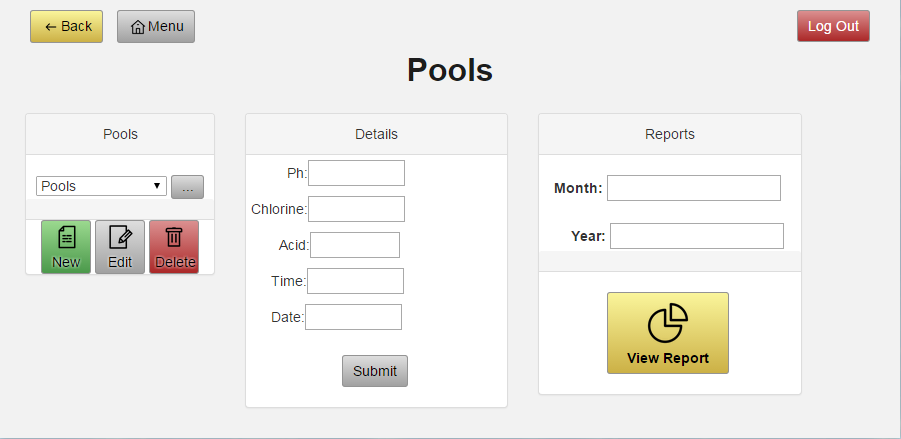 ← Back
Menu
Log Out
Pools
Pools
Pools
...
New
Edit
Delete
Details
Ph:
Chlorine:
Acid:
Time:
Date:
Submit
Reports
Month:
Year:
View Report